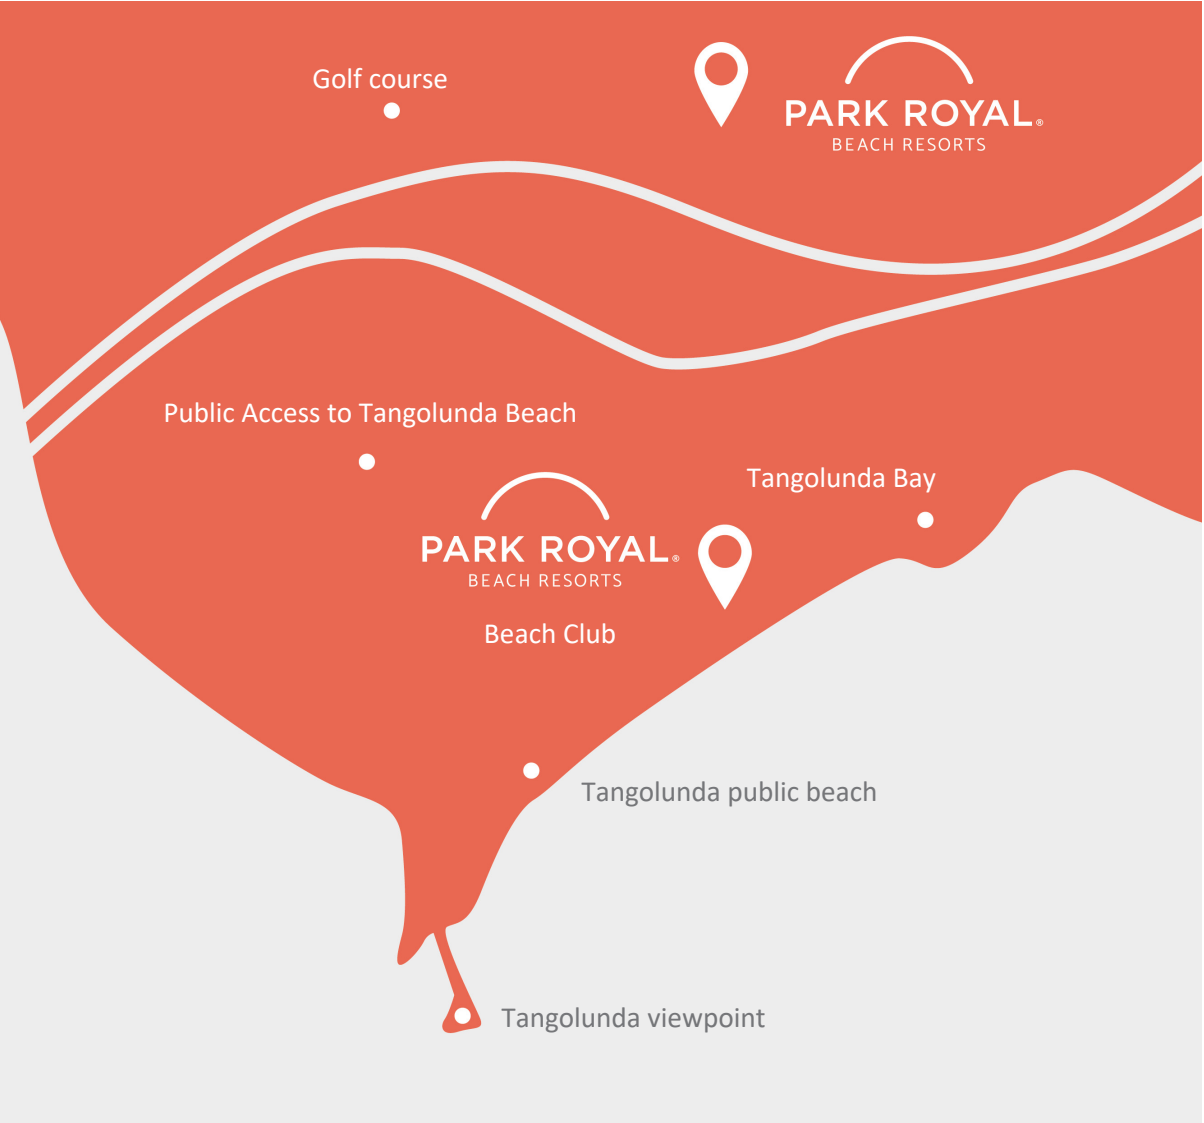 Golf course
PARK ROYAL®
BEACH RESORTS
Public Access to Tangolunda Beach
Tangolunda Bay
PARK ROYAL®
BEACH RESORTS
Beach Club
Tangolunda public beach
Tangolunda viewpoint